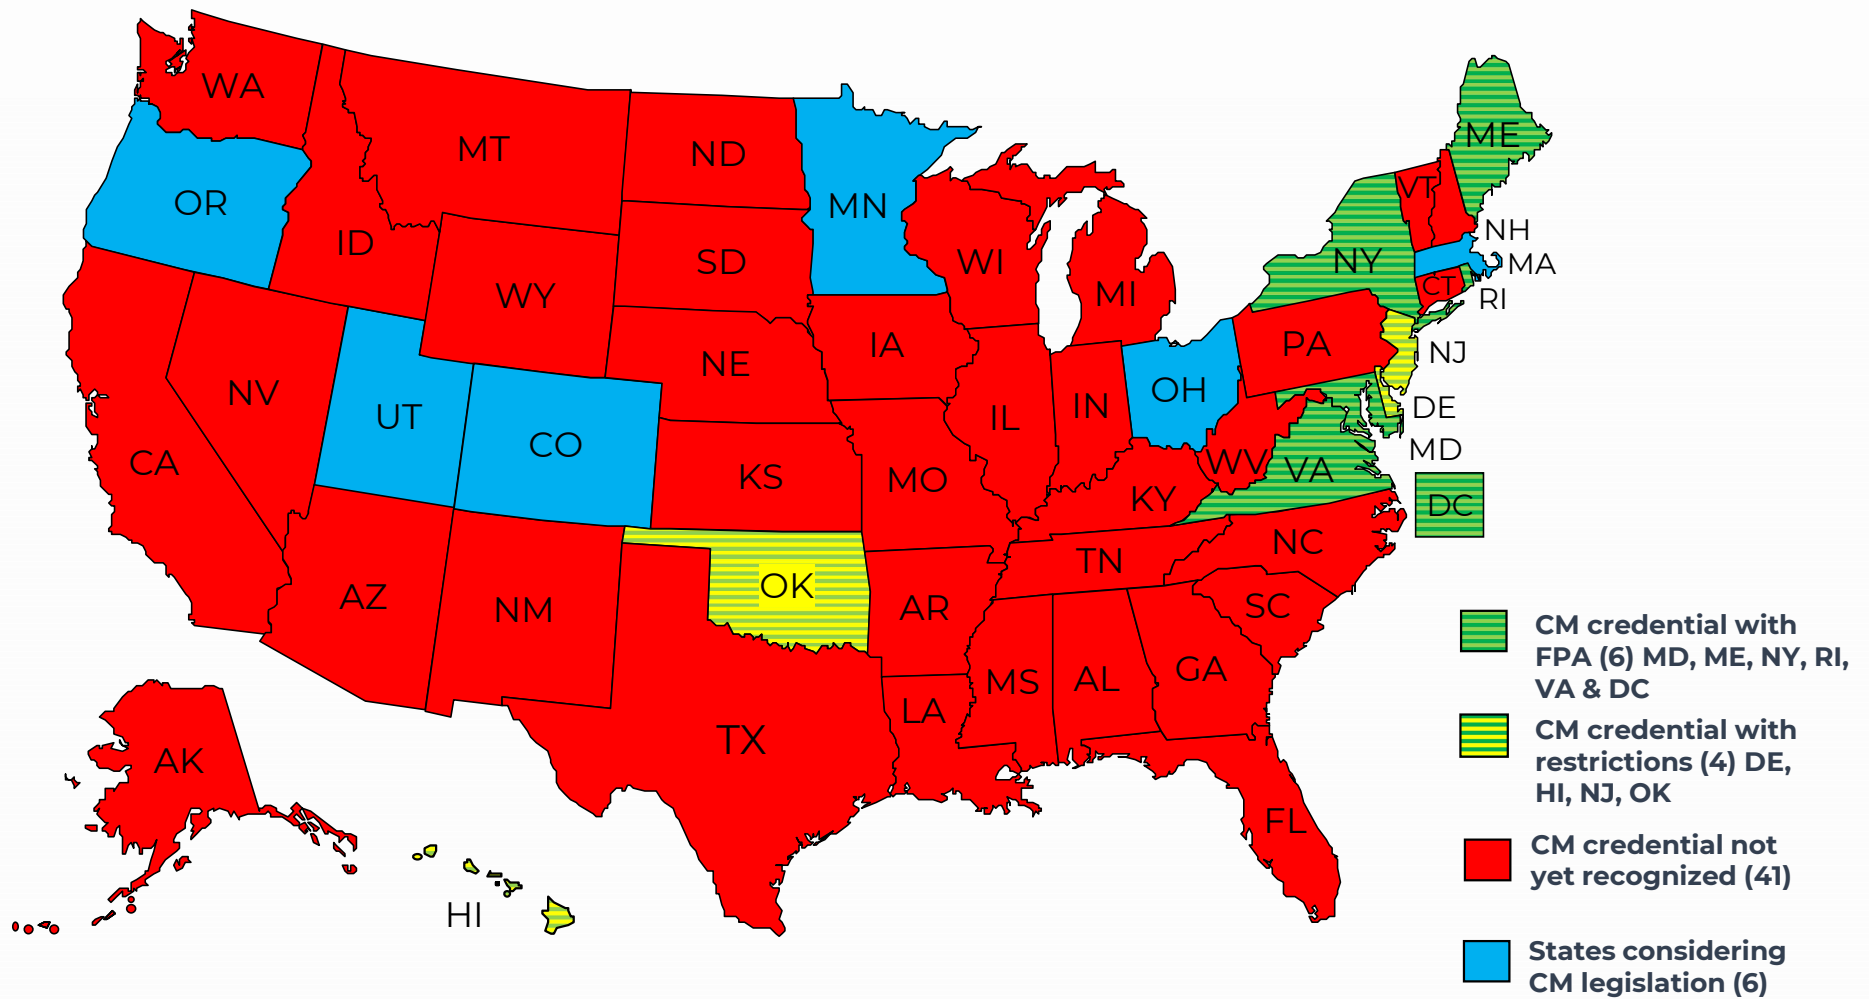 WA
MT
ND
MN
ME
VT
OR
ID
SD
WI
NY
NH
MA
WY
MI
CT
RI
IA
PA
NJ
NE
NV
UT
CO
IL
IN
OH
DE
MD
CA
KS
MO
WV
VA
KY
DC
NC
TN
AZ
NM
OK
AR
SC
MS
AL
GA
LA
TX
AK
FL
HI
CM credential with
FPA (6) MD, ME, NY, RI,
VA & DC
CM credential with
restrictions (4) DE,
HI, NJ, OK
CM credential not
yet recognized (41)
States considering
CM legislation (6)